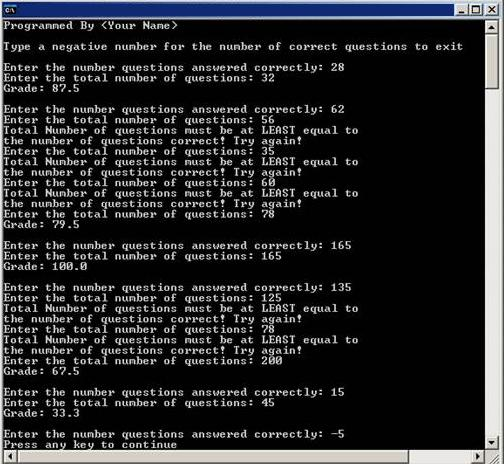 Programmed By <Your Name>
Type a negative number for the number of correct questions to exit
Enter the number questions answered correctly: 28
Enter the total number of questions: 32
Grade: 87.5
Enter the number questions answered correctly: 62
Enter the total number of questions: 56
Total Number of questions must be at LEAST equal to
the number of questions correct! Try again!
Enter the total number of questions: 35
Total Number of questions must be at LEAST equal to
the number of questions correct! Try again!
Enter the total number of questions: 60
Total Number of questions must be at LEAST equal to
the number of questions correct! Try again!
Enter the total number of questions: 78
Grade: 79.5
Enter the number questions answered correctly: 165
Enter the total number of questions: 165
Grade: 100.0
Enter the number questions answered correctly: 135
Enter the total number of questions: 125
Total Number of questions must be at LEAST equal to
the number of questions correct! Try again!
Enter the total number of questions: 78
Total Number of questions must be at LEAST equal to
the number of questions correct! Try again!
Enter the total number of questions: 200
Grade: 67.5
Enter the number questions answered correctly: 15
Enter the total number of questions: 45
Grade: 33.3
Enter the number questions answered correctly: -5
Press any key to continue